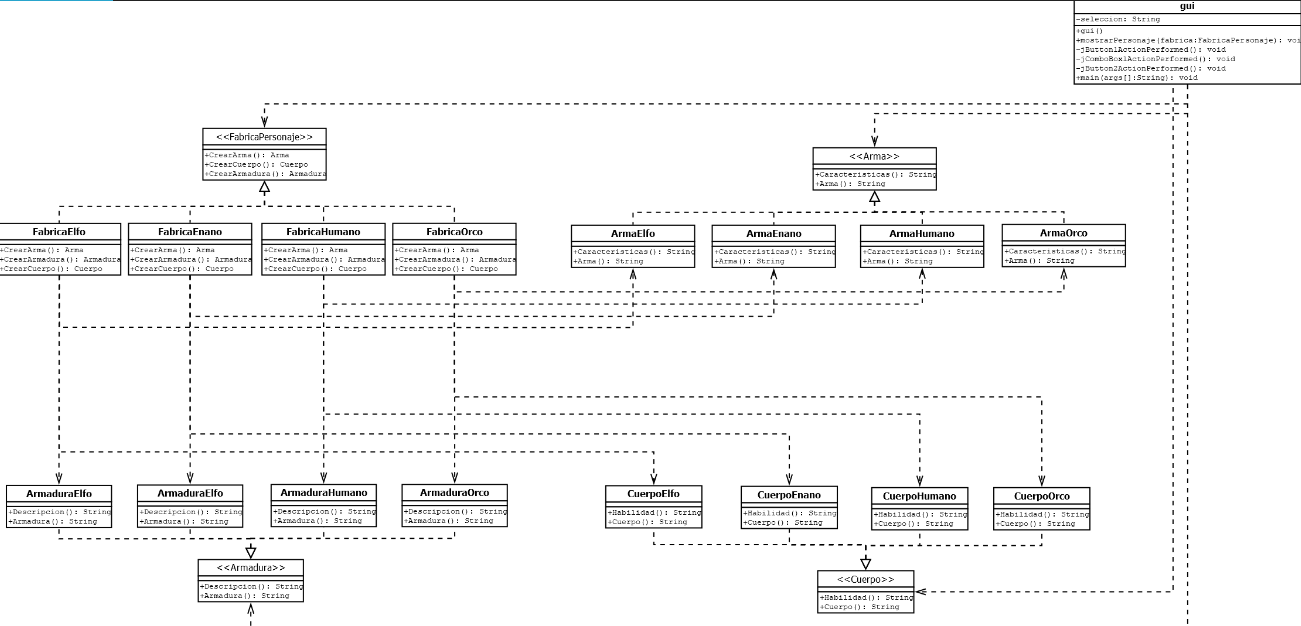 gui
-seleccion: String
+gui()
+mostrarPersonaje(fabrica:FabricaPersonaje): voi
-jButton1ActionPerformed(): void
-jComboBox1ActionPerformed(): void
-jButton2ActionPerformed(): void
+main(args[]:String): void
<<FabricaPersonaje>>
+CrearArma(): Arma
+CrearCuerpo(): Cuerpo
+CrearArmadura(): Armadura
<<Arma>>
+Caracteristicas(): String
+Arma(): String
FabricaElfo
+CrearArma(): Arma
+CrearArmadura(): Armadura
+CrearCuerpo(): Cuerpo
FabricaEnano
+CrearArma(): Arma
+CrearArmadura(): Armadura
+CrearCuerpo(): Cuerpo
FabricaHumano
+CrearArma(): Arma
+CrearArmadura(): Armadura
+CrearCuerpo(): Cuerpo
FabricaOrco
+CrearArma(): Arma
+CrearArmadura(): Armadura
+CrearCuerpo(): Cuerpo
ArmaElfo
+Caracteristicas(): String
+Arma(): String
ArmaEnano
+Caracteristicas(): String
+Arma(): String
ArmaHumano
+Caracteristicas(): String
+Arma(): String
ArmaOrco
+Caracteristicas(): String
+Arma(): String
ArmaduraElfo
+Descripcion(): String
+Armadura(): String
ArmaduraElfo
+Descripcion(): String
+Armadura(): String
ArmaduraHumano
+Descripcion(): String
+Armadura(): String
ArmaduraOrco
+Descripcion(): String
+Armadura(): String
CuerpoElfo
+Habilidad(): String
+Cuerpo(): String
CuerpoEnano
+Habilidad(): String
+Cuerpo(): String
CuerpoHumano
+Habilidad(): String
+Cuerpo(): String
CuerpoOrco
+Habilidad(): String
+Cuerpo(): String
<<Armadura>>
+Descripcion(): String
+Armadura(): String
<<Cuerpo>>
+Habilidad(): String
+Cuerpo(): String